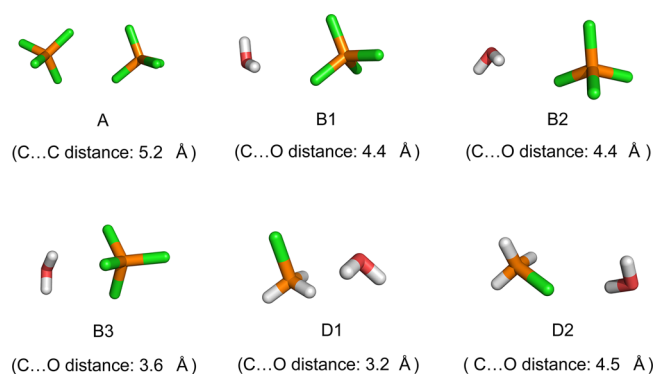 A
B1
B2
(C...C distance: 5.2 Å)
(C...O distance: 4.4 Å)
(C...O distance: 4.4 Å)
B3
D1
D2
(C...O distance: 3.6 Å)
(C...O distance: 3.2 Å)
( C...O distance: 4.5 Å)